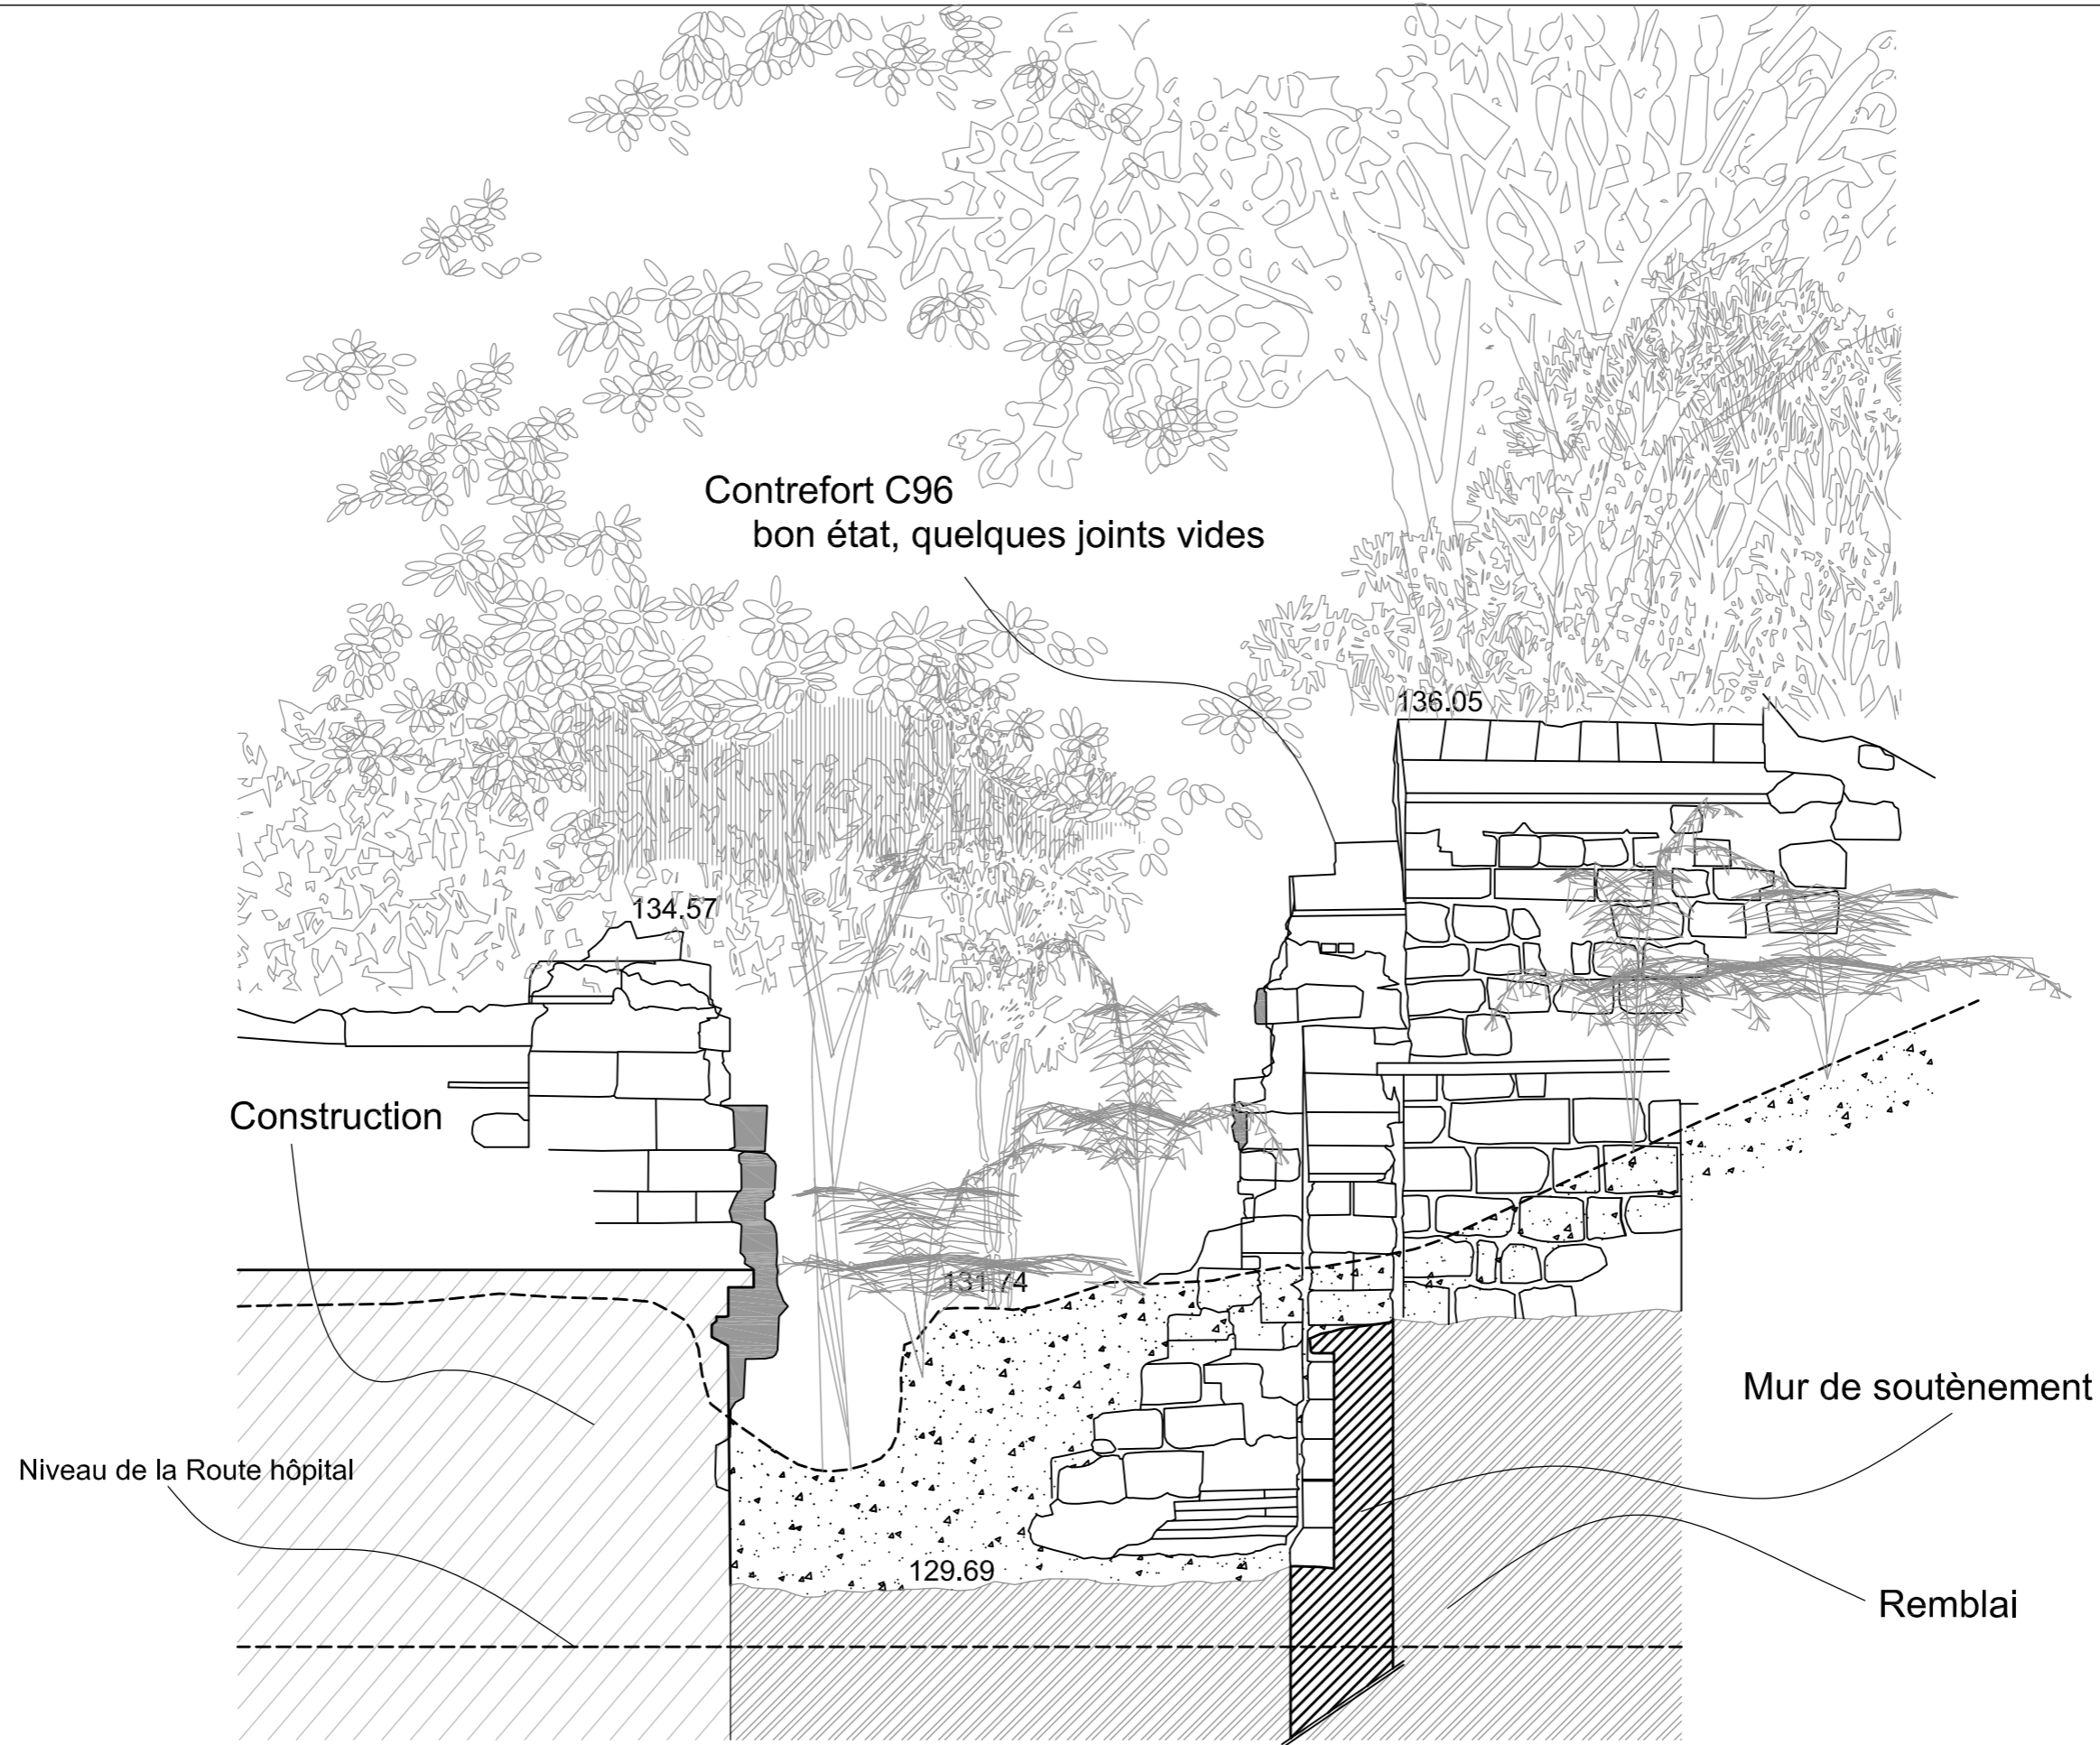 Contrefort C96
bon état, quelques joints vides
136.05
134.57
Construction
131.74
Mur de soutènement
Niveau de la Route hôpital
129.69
Remblai